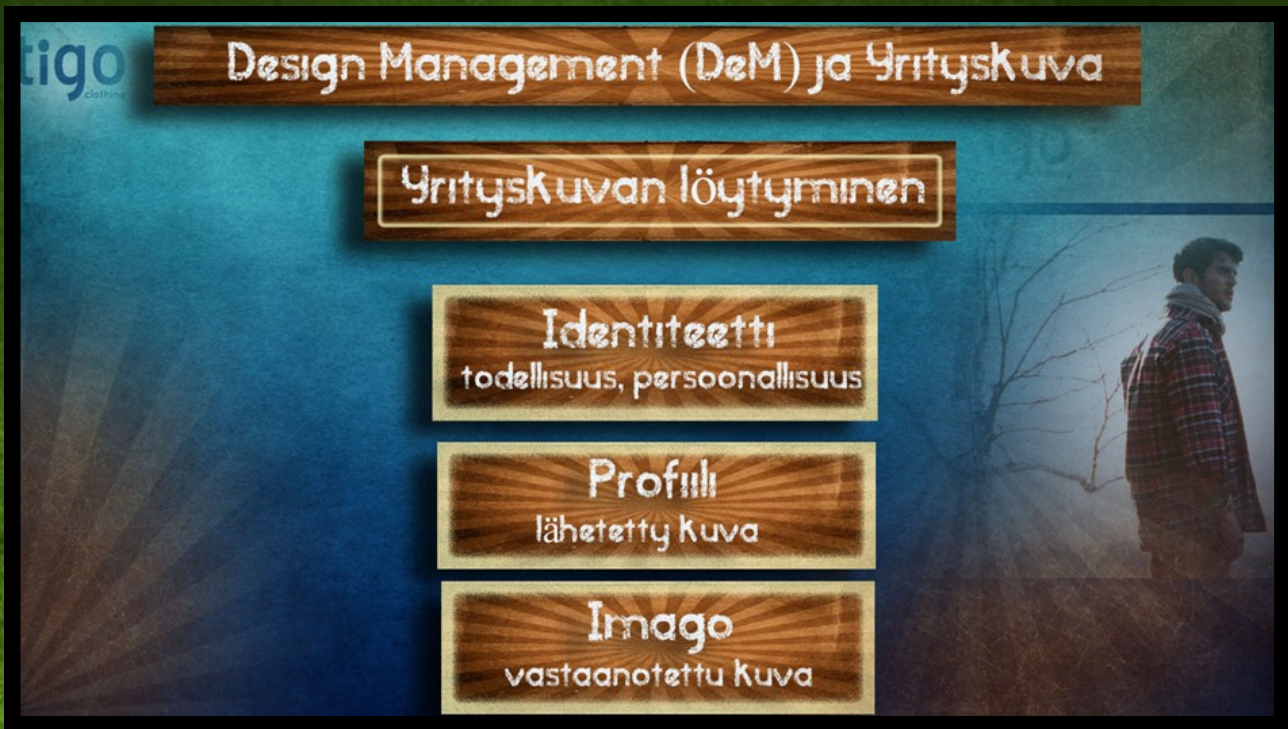 tigo
clothing
Design Management (DeM) ja Yrityskuva
Yrityskuvan löytyminen
Identiteetti
todellisuus, persoonallisuus
Profiili
lähetetty kuva
Imago
vastaanotettu kuva